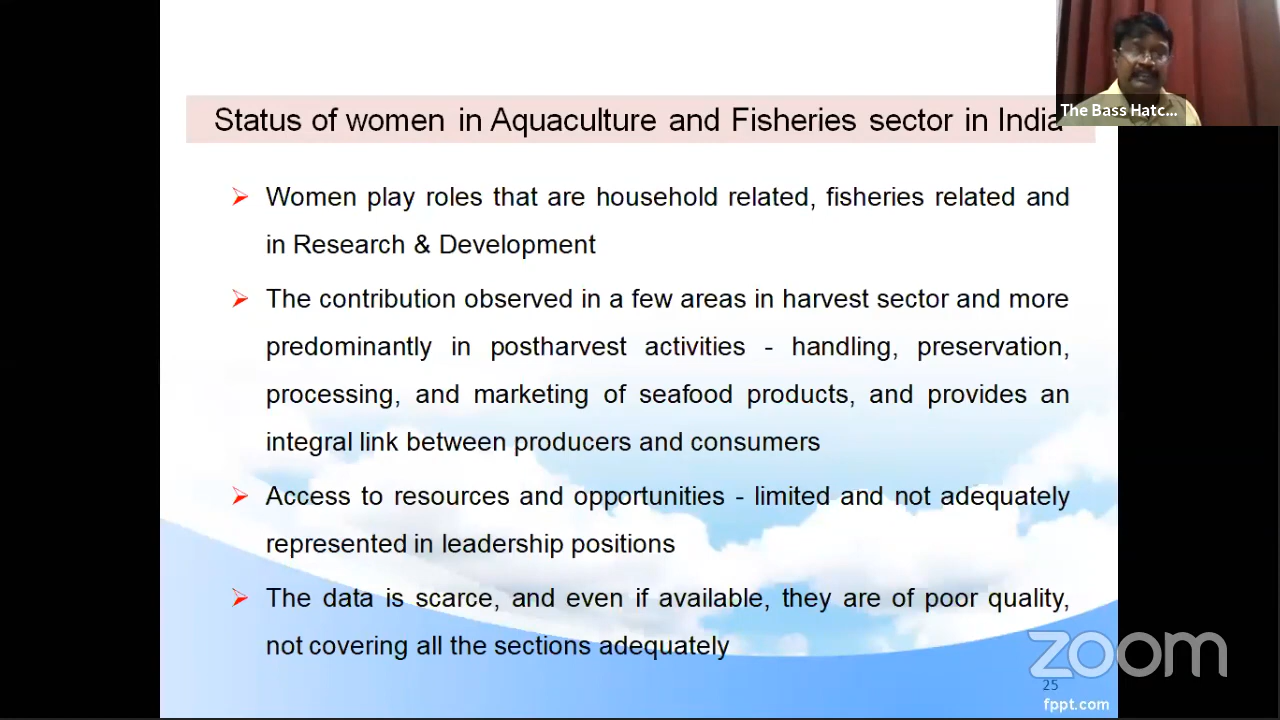 Status of women in Aquaculture and Fisheries sector in India
The Bass Hatc...
Women play roles that are household related, fisheries related and
in Research & Development
The contribution observed in a few areas in harvest sector and more
predominantly in postharvest activities - handling, preservation,
processing, and marketing of seafood products, and provides an
integral link between producers and consumers
Access to resources and opportunities - limited and not adequately
represented in leadership positions
The data is scarce, and even if available, they are of poor quality,
not covering all the sections adequately
zoom
25
fppt.com